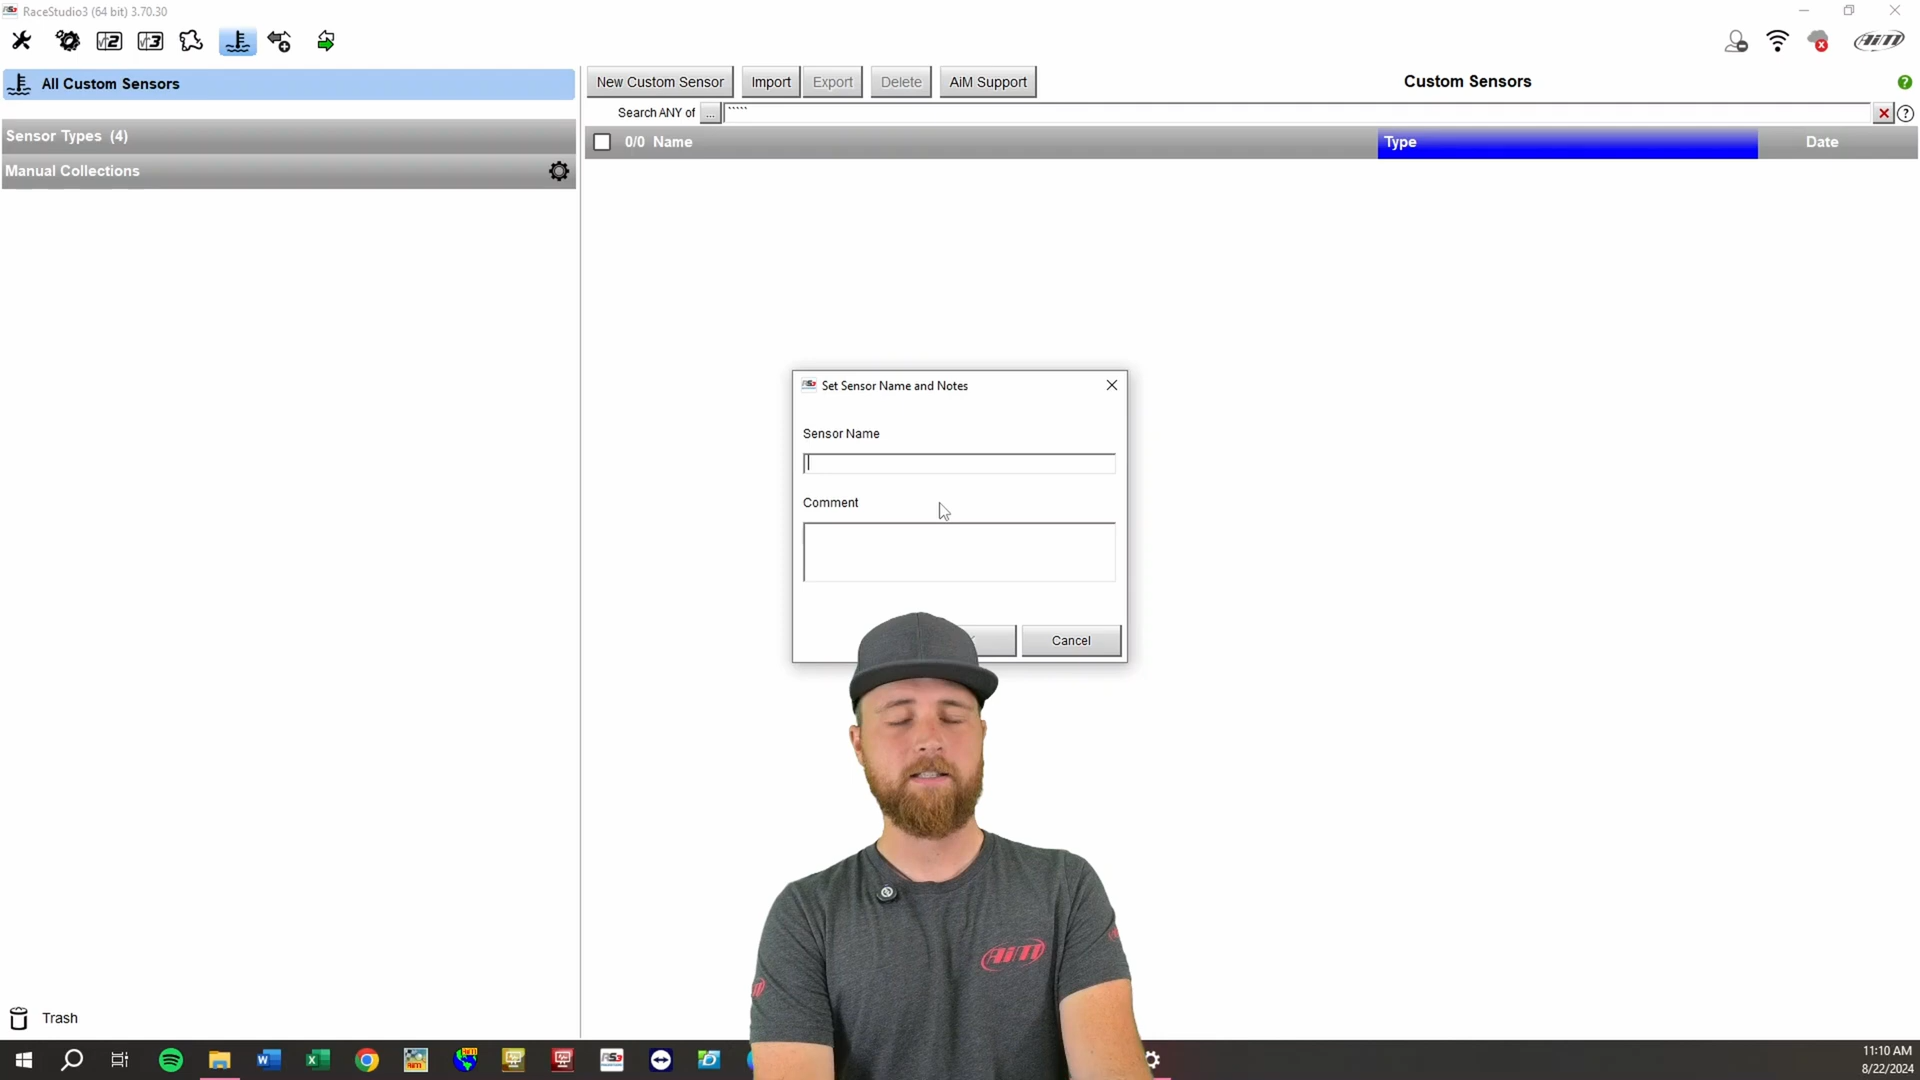 RaceStudio3 (64 bit) 3.70.30
All Custom Sensors
New Custom Sensor Import Export Delete AiM Support Custom Sensors
Search ANY of ... `````
Sensor Types (4)
0/0 Name Type Date
Manual Collections
Set Sensor Name and Notes
Sensor Name
Comment
Cancel
AiM
Trash
11:10 AM
8/22/2024